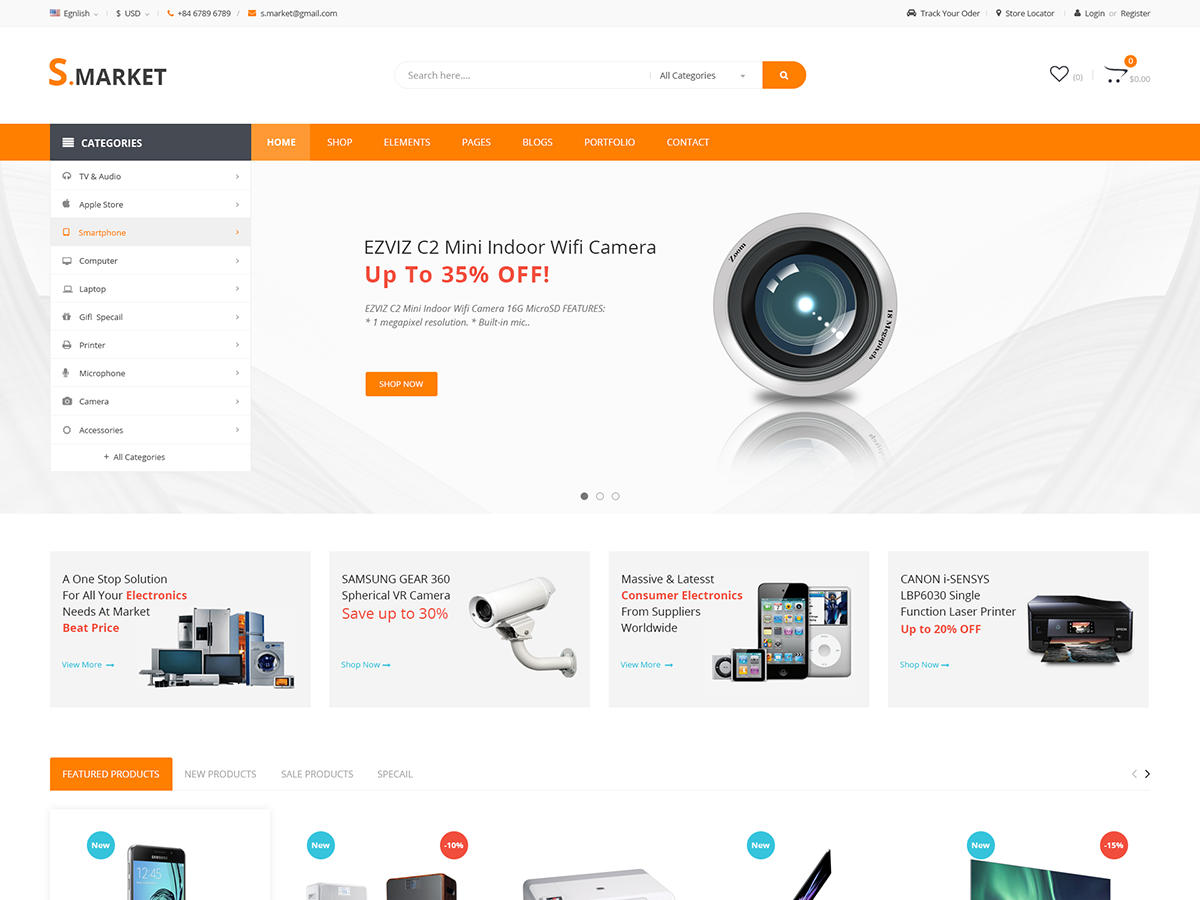 Egnlish
$ USD
+84 6789 6789 / s.market@gmail.com
Track Your Oder
Store Locator
Login or Register
S.MARKET
Search here....
All Categories
(0)
0
$0.00
CATEGORIES
HOME
SHOP
ELEMENTS
PAGES
BLOGS
PORTFOLIO
CONTACT
TV & Audio
Apple Store
Smartphone
Computer
Laptop
Gifl Specail
Printer
Microphone
Camera
Accessories
+ All Categories
EZVIZ C2 Mini Indoor Wifi Camera
Up To 35% OFF!
EZVIZ C2 Mini Indoor Wifi Camera 16G MicroSD FEATURES:
* 1 megapixel resolution. * Built-in mic..
SHOP NOW
Zoom
18 Megapixels
A One Stop Solution
For All Your Electronics
Needs At Market
Beat Price
View More
SAMSUNG GEAR 360
Spherical VR Camera
Save up to 30%
Shop Now
Massive & Latesst
Consumer Electronics
From Suppliers
Worldwide
View More
CANON i-SENSYS
LBP6030 Single
Function Laser Printer
Up to 20% OFF
Shop Now
EPSON
FEATURED PRODUCTS
NEW PRODUCTS
SALE PRODUCTS
SPECAIL
New
SAMSUNG
12:45
New
-10%
New
New
-15%